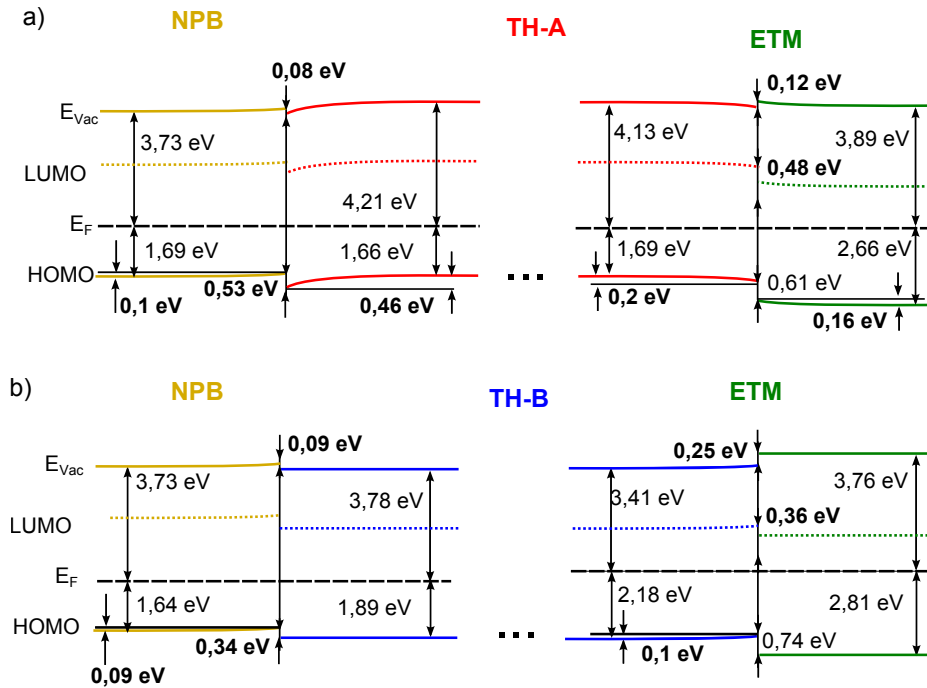 a)
NPB
TH-A
ETM
0,08 eV
0,12 eV
E_Vac
3,73 eV
4,13 eV
3,89 eV
LUMO
0,48 eV
4,21 eV
E_F
1,69 eV
1,66 eV
1,69 eV
2,66 eV
HOMO
0,53 eV
0,61 eV
0,1 eV
0,46 eV
...
0,2 eV
0,16 eV
b)
NPB
TH-B
ETM
0,09 eV
0,25 eV
E_Vac
3,73 eV
3,78 eV
3,41 eV
3,76 eV
LUMO
0,36 eV
E_F
1,64 eV
1,89 eV
2,18 eV
2,81 eV
HOMO
0,34 eV
...
0,74 eV
0,09 eV
0,1 eV